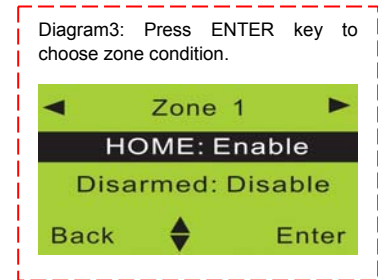 Diagram3: Press ENTER key to
choose zone condition.
Zone 1
HOME: Enable
Disarmed: Disable
Back Enter